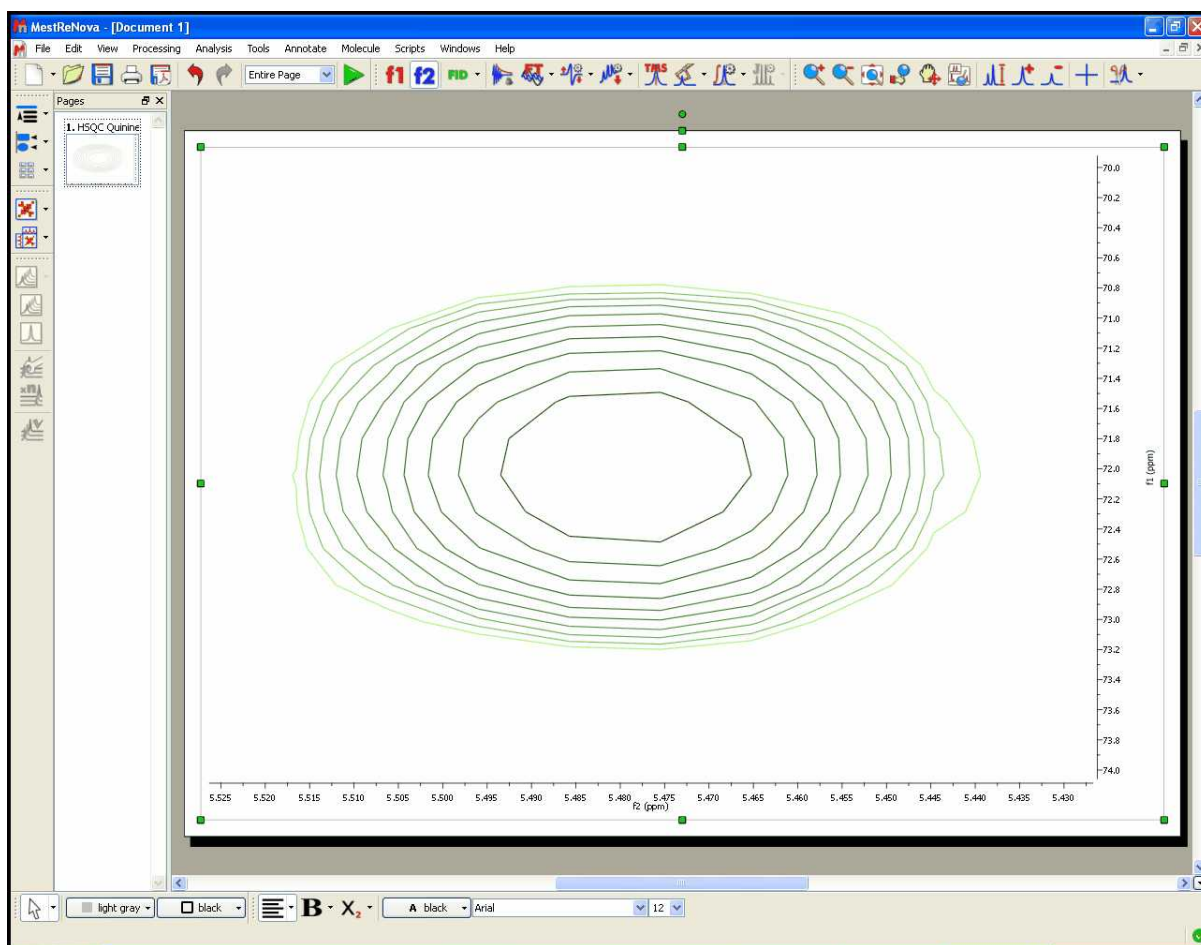 MestReNova - [Document 1]
File Edit View Processing Analysis Tools Annotate Molecule Scripts Windows Help
Entire Page f1 f2 FID TMS
Pages
1. HSQC Quinine
70.0
70.2
70.4
70.6
70.8
71.0
71.2
71.4
71.6
71.8
72.0
72.2
72.4
72.6
72.8
73.0
73.2
73.4
73.6
73.8
74.0
f1 (ppm)
5.525 5.520 5.515 5.510 5.505 5.500 5.495 5.490 5.485 5.480 5.475 5.470 5.465 5.460 5.455 5.450 5.445 5.440 5.435 5.430
f2 (ppm)
light gray black B X2 A black Arial 12